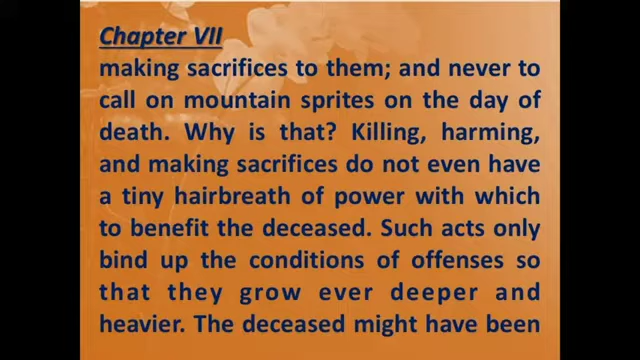 Chapter VII
making sacrifices to them; and never to
call on mountain sprites on the day of
death. Why is that? Killing, harming,
and making sacrifices do not even have
a tiny hairbreath of power with which
to benefit the deceased. Such acts only
bind up the conditions of offenses so
that they grow ever deeper and
heavier. The deceased might have been